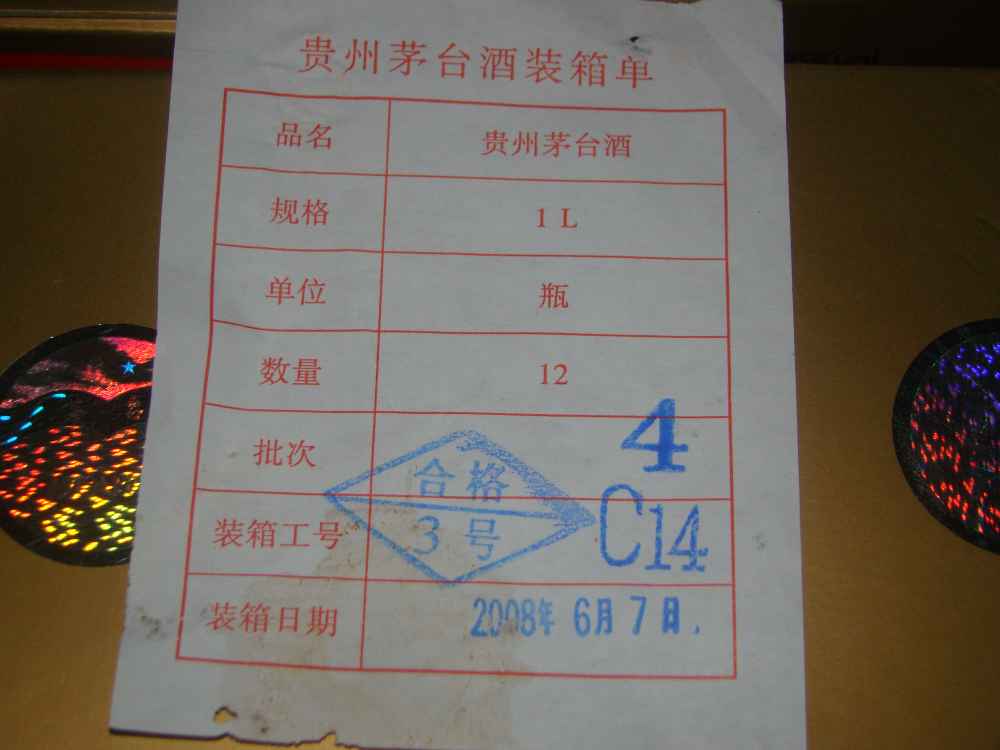 贵州茅台酒装箱单
品名 贵州茅台酒
规格 1 L
单位 瓶
数量 12
批次 4
合格
装箱工号 C14
3 号
装箱日期 2008年 6月 7日.